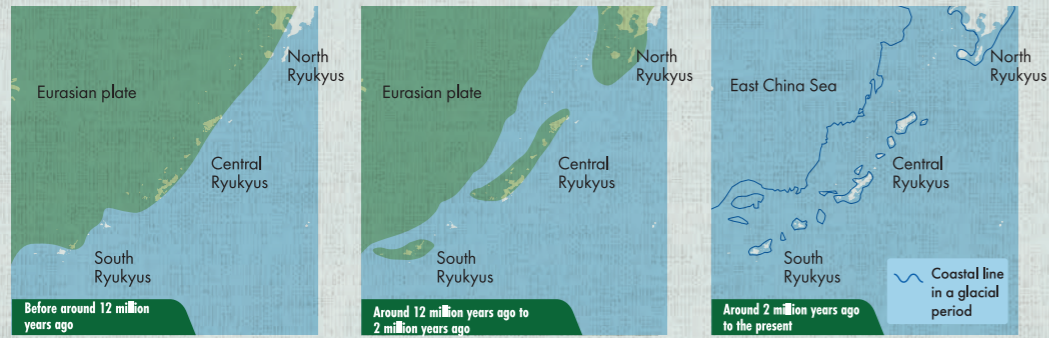 North
Ryukyus
Eurasian plate
Central
Ryukyus
South
Ryukyus
Before around 12 million
years ago
North
Ryukyus
Eurasian plate
Central
Ryukyus
South
Ryukyus
Around 12 million years ago to
2 million years ago
North
Ryukyus
East China Sea
Central
Ryukyus
South
Ryukyus
Coastal line
in a glacial
period
Around 2 million years ago
to the present